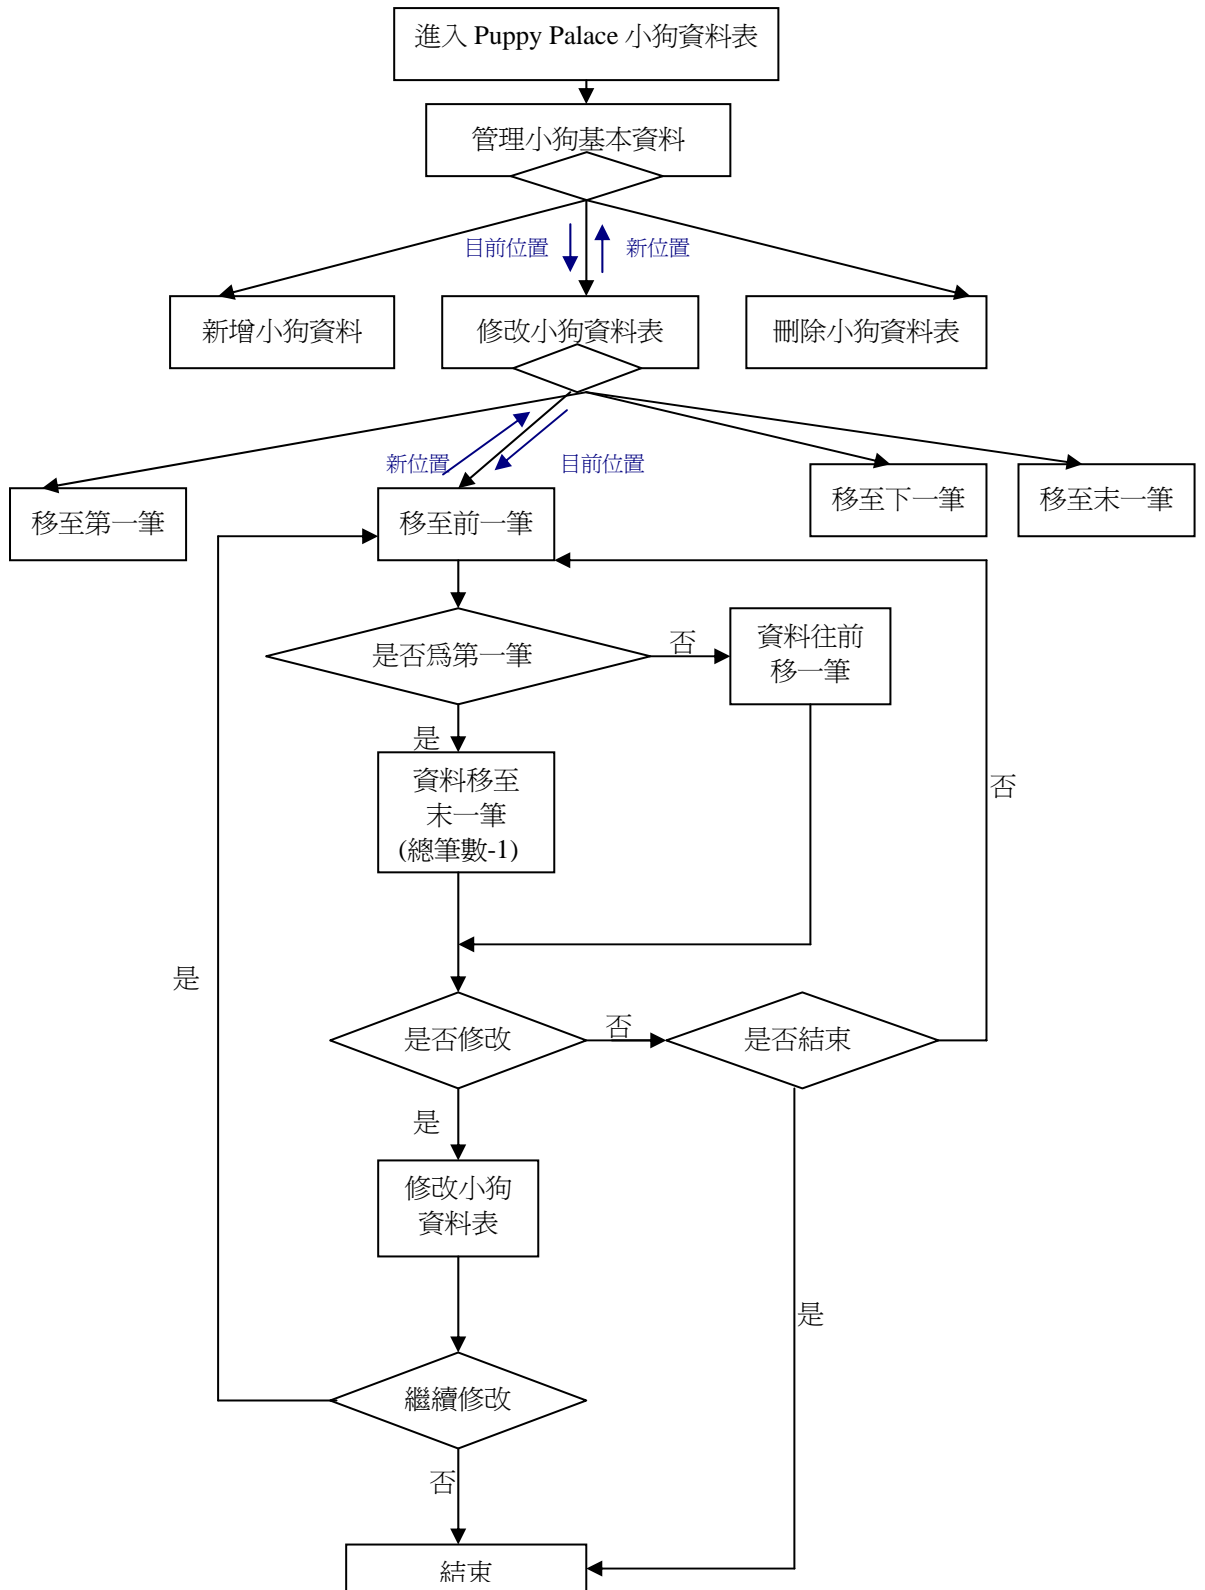 進入 Puppy Palace 小狗資料表
管理小狗基本資料
目前位置
新位置
新增小狗資料
修改小狗資料表
刪除小狗資料表
新位置
目前位置
移至第一筆
移至前一筆
移至下一筆
移至末一筆
是否為第一筆
否
資料往前
移一筆
是
資料移至
末一筆
(總筆數-1)
否
是
是否修改
否
是否結束
是
修改小狗
資料表
是
繼續修改
否
結束